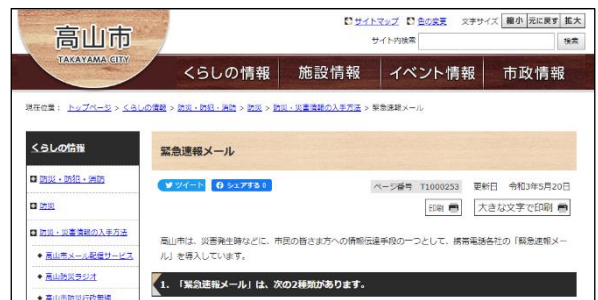 サイトマップ 色の変更 文字サイズ 縮小 元に戻す 拡大
高山市
TAKAYAMA CITY
サイト内検索 検索
くらしの情報 施設情報 イベント情報 市政情報
現在位置： トップページ > くらしの情報 > 防災・防犯・消防 > 防災 > 防災・災害情報の入手方法 > 緊急速報メール
くらしの情報
防災・防犯・消防
防災
防災・災害情報の入手方法
高山市メール配信サービス
高山防災ラジオ
高山市防災行政無線
緊急速報メール
ツイート シェアする 0
ページ番号 T1000253 更新日 令和3年5月20日
印刷 大きな文字で印刷
高山市は、災害発生時などに、市民の皆さま方への情報伝達手段の一つとして、携帯電話各社の「緊急速報メー
ル」を導入しています。
1. 「緊急速報メール」は、次の2種類があります。